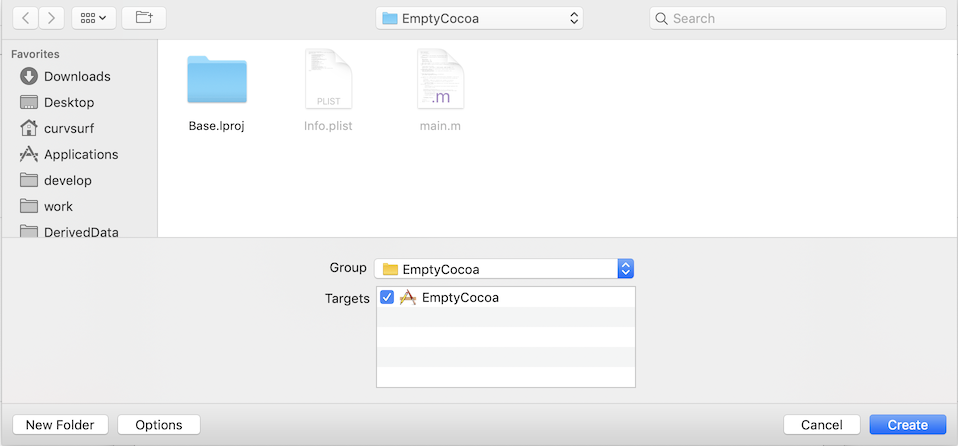 EmptyCocoa
Search
Favorites
Downloads
Desktop
curvsurf
Applications
develop
work
DerivedData
PLIST
.m
Base.lproj
Info.plist
main.m
Group
EmptyCocoa
Targets
EmptyCocoa
New Folder
Options
Cancel
Create